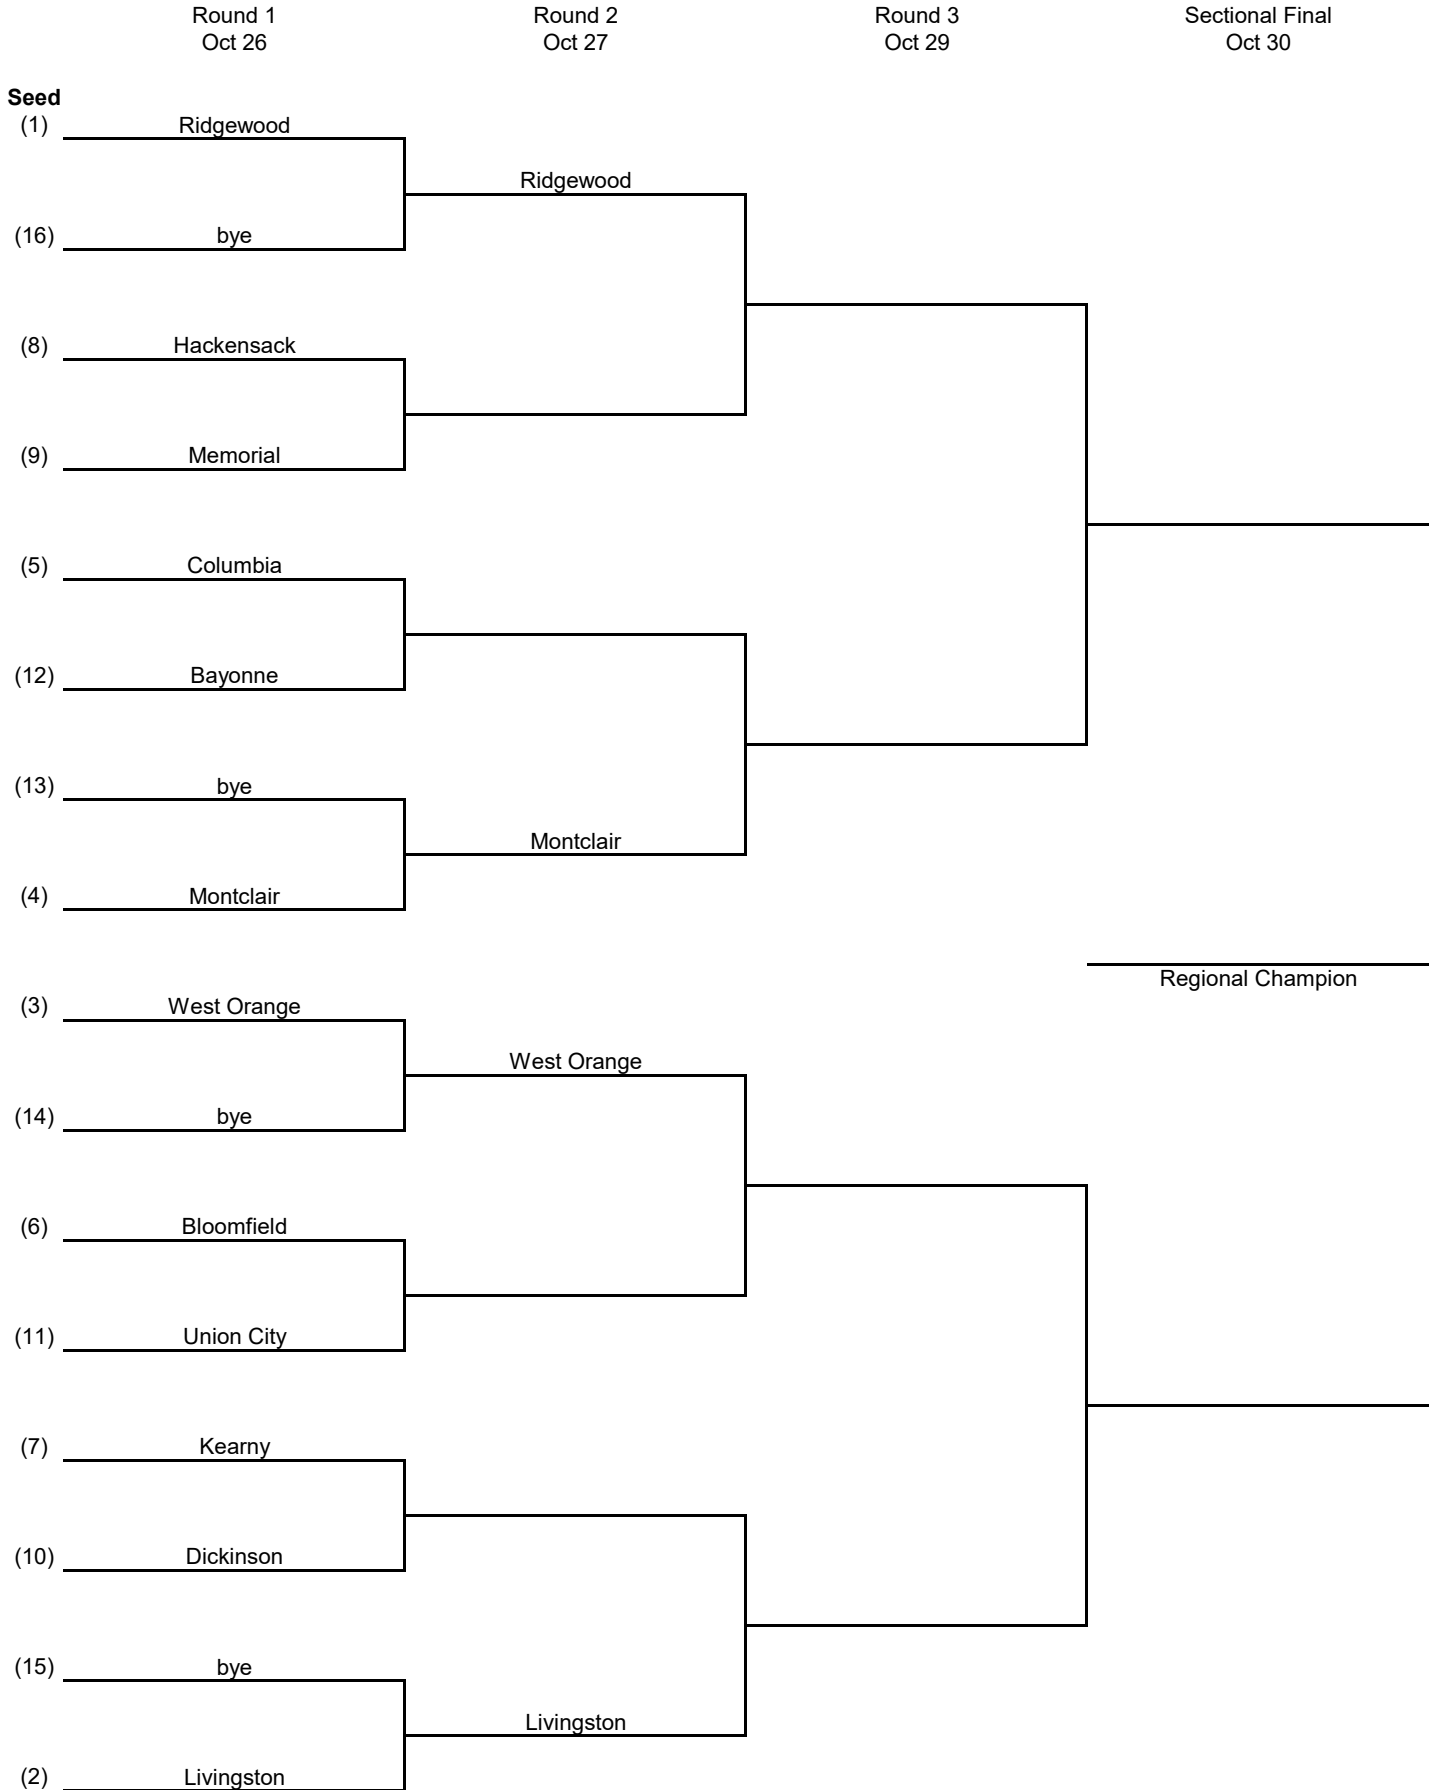 Round 1 Round 2 Round 3 Sectional Final
Oct 26 Oct 27 Oct 29 Oct 30
Seed
(1) Ridgewood
Ridgewood
(16) bye
(8) Hackensack
(9) Memorial
(5) Columbia
(12) Bayonne
(13) bye
Montclair
(4) Montclair
Regional Champion
(3) West Orange
West Orange
(14) bye
(6) Bloomfield
(11) Union City
(7) Kearny
(10) Dickinson
(15) bye
Livingston
(2) Livingston